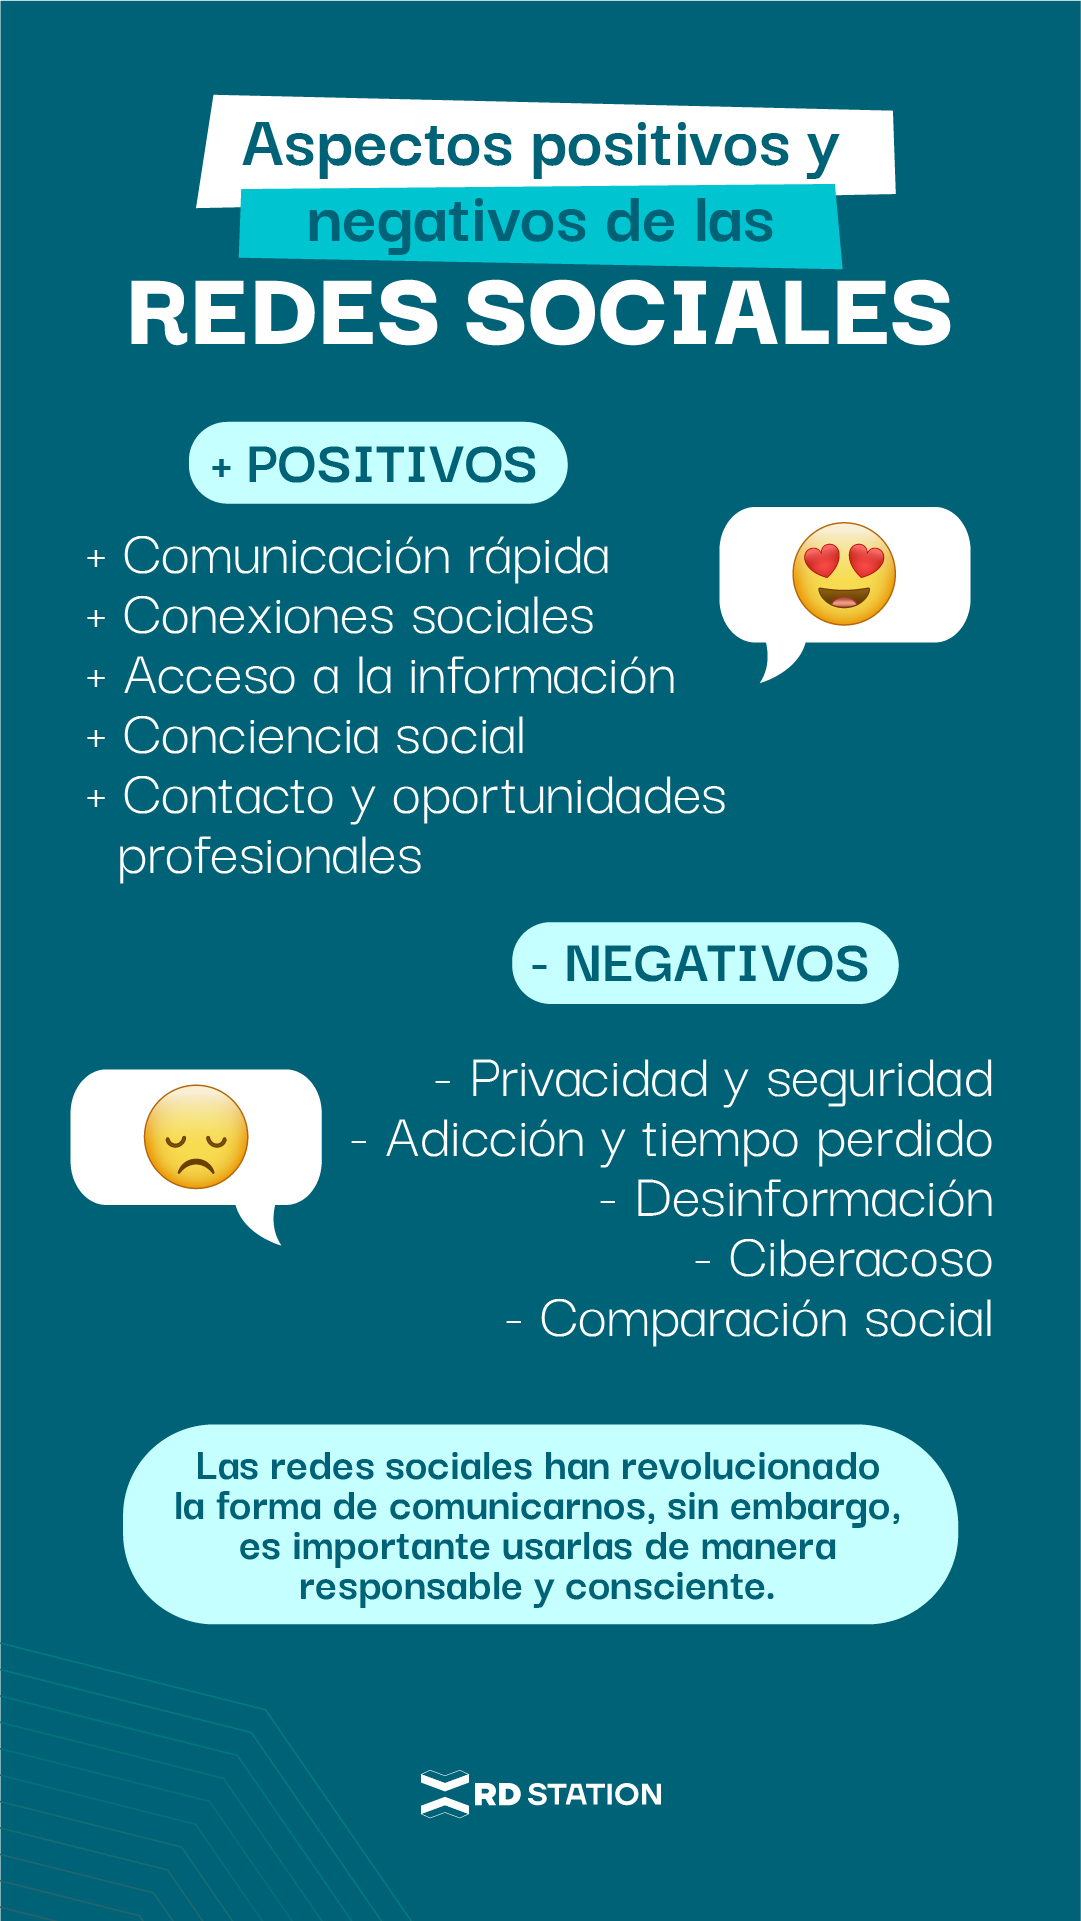 Aspectos positivos y
negativos de las
REDES SOCIALES
+ POSITIVOS
+ Comunicación rápida
+ Conexiones sociales
+ Acceso a la información
+ Conciencia social
+ Contacto y oportunidades
profesionales
- NEGATIVOS
- Privacidad y seguridad
- Adicción y tiempo perdido
- Desinformación
- Ciberacoso
- Comparación social
Las redes sociales han revolucionado
la forma de comunicarnos, sin embargo,
es importante usarlas de manera
responsable y consciente.
RD STATION